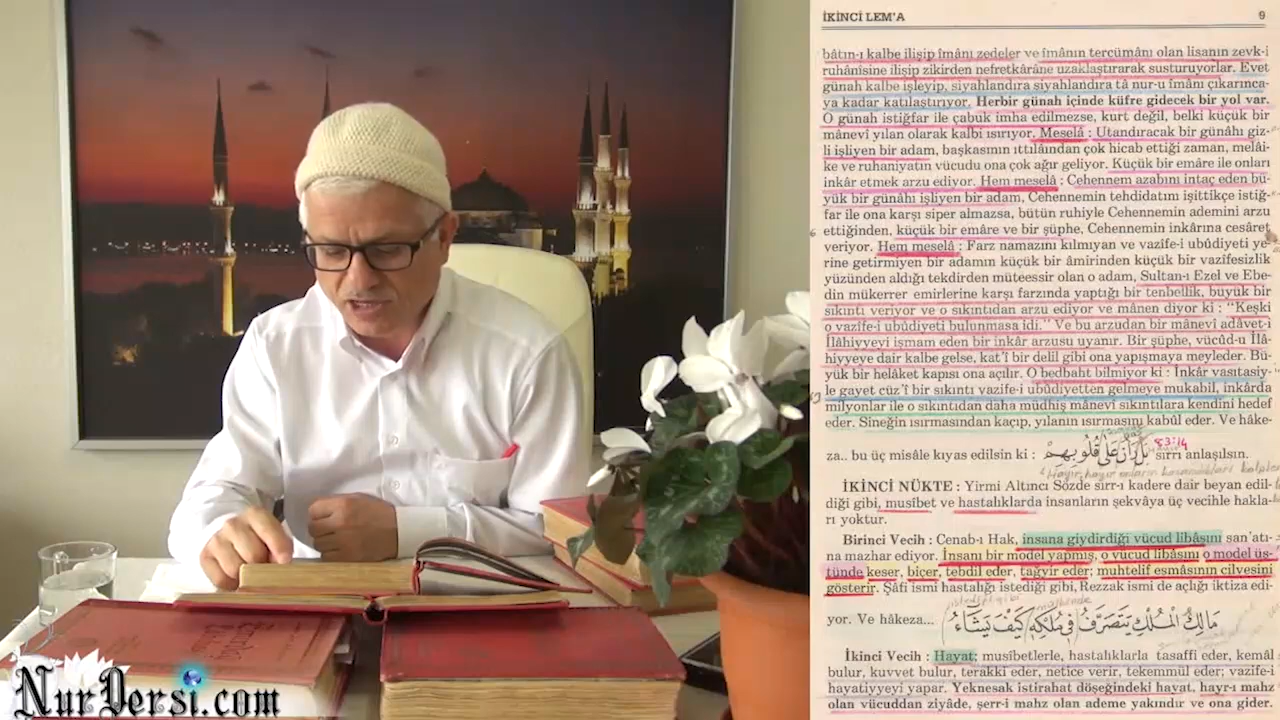 İKİNCİ LEM'A 9
bâtın-ı kalbe ilişip îmânı zedeler ve îmânın tercümânı olan lisanın zevk-i
ruhânîsine ilişip zikirden nefretkârâne uzaklaştırarak susturuyorlar. Evet
günah kalbe işleyip, siyahlandıra siyahlandıra tâ nur-u îmânı çıkarınca-
ya kadar katılaştırıyor. Herbir günah içinde küfre gidecek bir yol var.
O günah istiğfar ile çabuk imha edilmezse, kurt değil, belki küçük bir
mânevî yılan olarak kalbi ısırıyor. Meselâ : Utandıracak bir günâhı giz-
li işliyen bir adam, başkasının ıttılâından çok hicab ettiği zaman, melâi-
ke ve ruhaniyatın vücudu ona çok ağır geliyor. Küçük bir emâre ile onları
inkâr etmek arzu ediyor. Hem meselâ : Cehennem azabını intaç eden bü-
yük bir günâhı işliyen bir adam, Cehennemin tehdidatını işittikçe istiğ-
far ile ona karşı siper almazsa, bütün ruhiyle Cehennemin ademini arzu
ettiğinden, küçük bir emâre ve bir şüphe, Cehennemin inkârına cesâret
veriyor. Hem meselâ : Farz namazını kılmıyan ve vazife-i ubûdiyeti ye-
rine getirmiyen bir adamın küçük bir âmirinden küçük bir vazifesizlik
yüzünden aldığı tekdirden müteessir olan o adam, Sultan-ı Ezel ve Ebe-
din mükerrer emirlerine karşı farzında yaptığı bir tenbellik, büyük bir
sıkıntı veriyor ve o sıkıntıdan arzu ediyor ve mânen diyor ki : "Keşki
o vazife-i ubûdiyeti bulunmasa idi." Ve bu arzudan bir mânevî adâvet-i
İlâhiyyeyi işmam eden bir inkâr arzusu uyanır. Bir şüphe, vücûd-u İlâ-
hiyyeye dair kalbe gelse, kat'î bir delil gibi ona yapışmaya meyleder. Bü-
yük bir helâket kapısı ona açılır. O bedbaht bilmiyor ki : İnkâr vasıtasiy-
le gayet cüz'î bir sıkıntı vazife-i ubûdiyetten gelmeye mukabil, inkârda
milyonlar ile o sıkıntıdan daha müdhiş mânevî sıkıntılara kendini hedef
eder. Sineğin ısırmasından kaçıp, yılanın ısırmasını kabûl eder. Ve hâke-
za.. bu üç misâle kıyas edilsin ki : بَلْ رَانَ عَلَى قُلُوبِهِمْ 83:14 sırrı anlaşılsın.
İKİNCİ NÜKTE : Yirmi Altıncı Sözde sırr-ı kadere dair beyan edil-
diği gibi, musîbet ve hastalıklarda insanların şekvâya üç vecihle hakla-
rı yoktur.
Birinci Vecih : Cenab-ı Hak, insana giydirdiği vücud libâsını san'atı-
na mazhar ediyor. İnsanı bir model yapmış, o vücud libâsını o model üs-
tünde keser, biçer, tebdil eder, tağyir eder; muhtelif esmâsının cilvesini
gösterir. Şâfî ismi hastalığı istediği gibi, Rezzak ismi de açlığı iktiza edi-
yor. Ve hâkeza... مَالِكُ الْمُلْكِ يَتَصَرَّفُ فِى مُلْكِهِ كَيْفَ يَشَاءُ
İkinci Vecih : Hayat; musîbetlerle, hastalıklarla tasaffi eder, kemâl
bulur, kuvvet bulur, terakki eder, netice verir, tekemmül eder; vazife-i
hayatiyyeyi yapar. Yeknesak istirahat döşeğindeki hayat, hayr-ı mahz
olan vücuddan ziyâde, şerr-i mahz olan ademe yakındır ve ona gider.
NurDersi.com